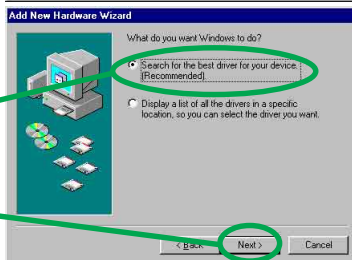 Add New Hardware Wizard
What do you want Windows to do?
Search for the best driver for your device.
(Recommended).
Display a list of all the drivers in a specific
location, so you can select the driver you want.
< Back
Next >
Cancel